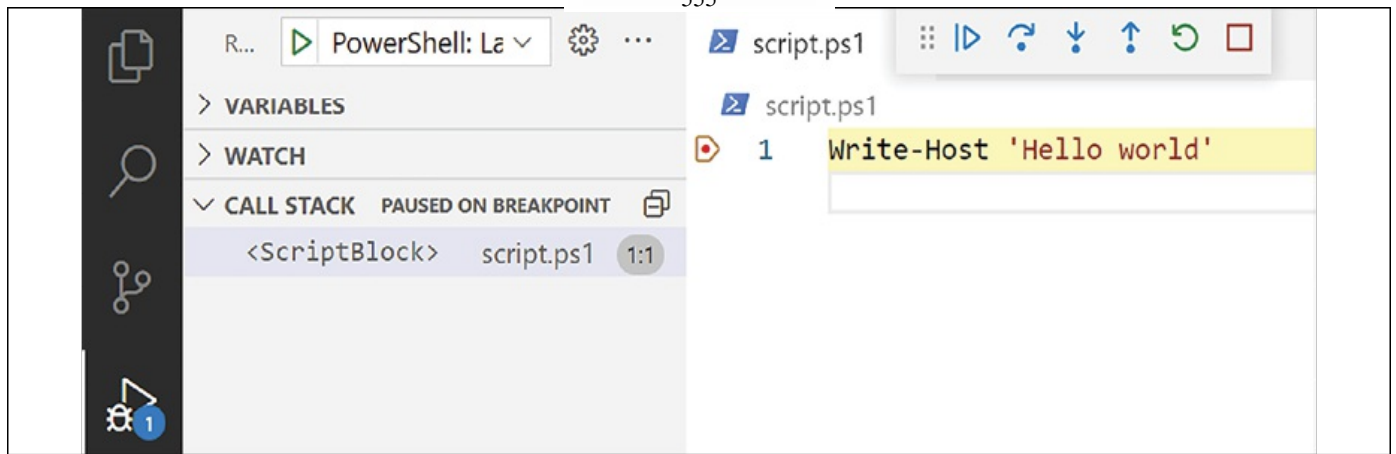 R... PowerShell: La
VARIABLES
WATCH
CALL STACK PAUSED ON BREAKPOINT
<ScriptBlock> script.ps1 1:1
1
script.ps1
script.ps1
1 Write-Host 'Hello world'